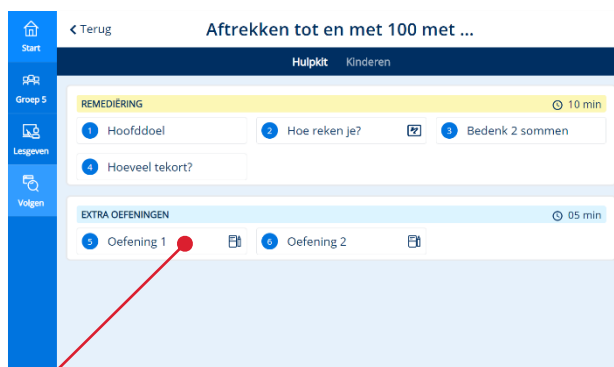 Terug
Aftrekken tot en met 100 met ...
Start
Hulpkit Kinderen
Groep 5
REMEDIËRING 10 min
1 Hoofddoel 2 Hoe reken je? 3 Bedenk 2 sommen
Lesgeven
4 Hoeveel tekort?
Volgen
EXTRA OEFENINGEN 05 min
5 Oefening 1 6 Oefening 2